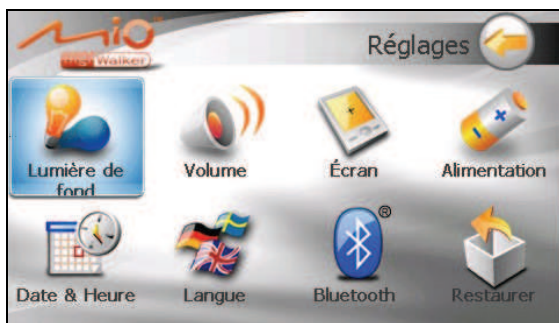 Mio
Walker
Réglages
Lumière de
fond
Volume
Écran
Alimentation
Date & Heure
Langue
Bluetooth
®
Restaurer